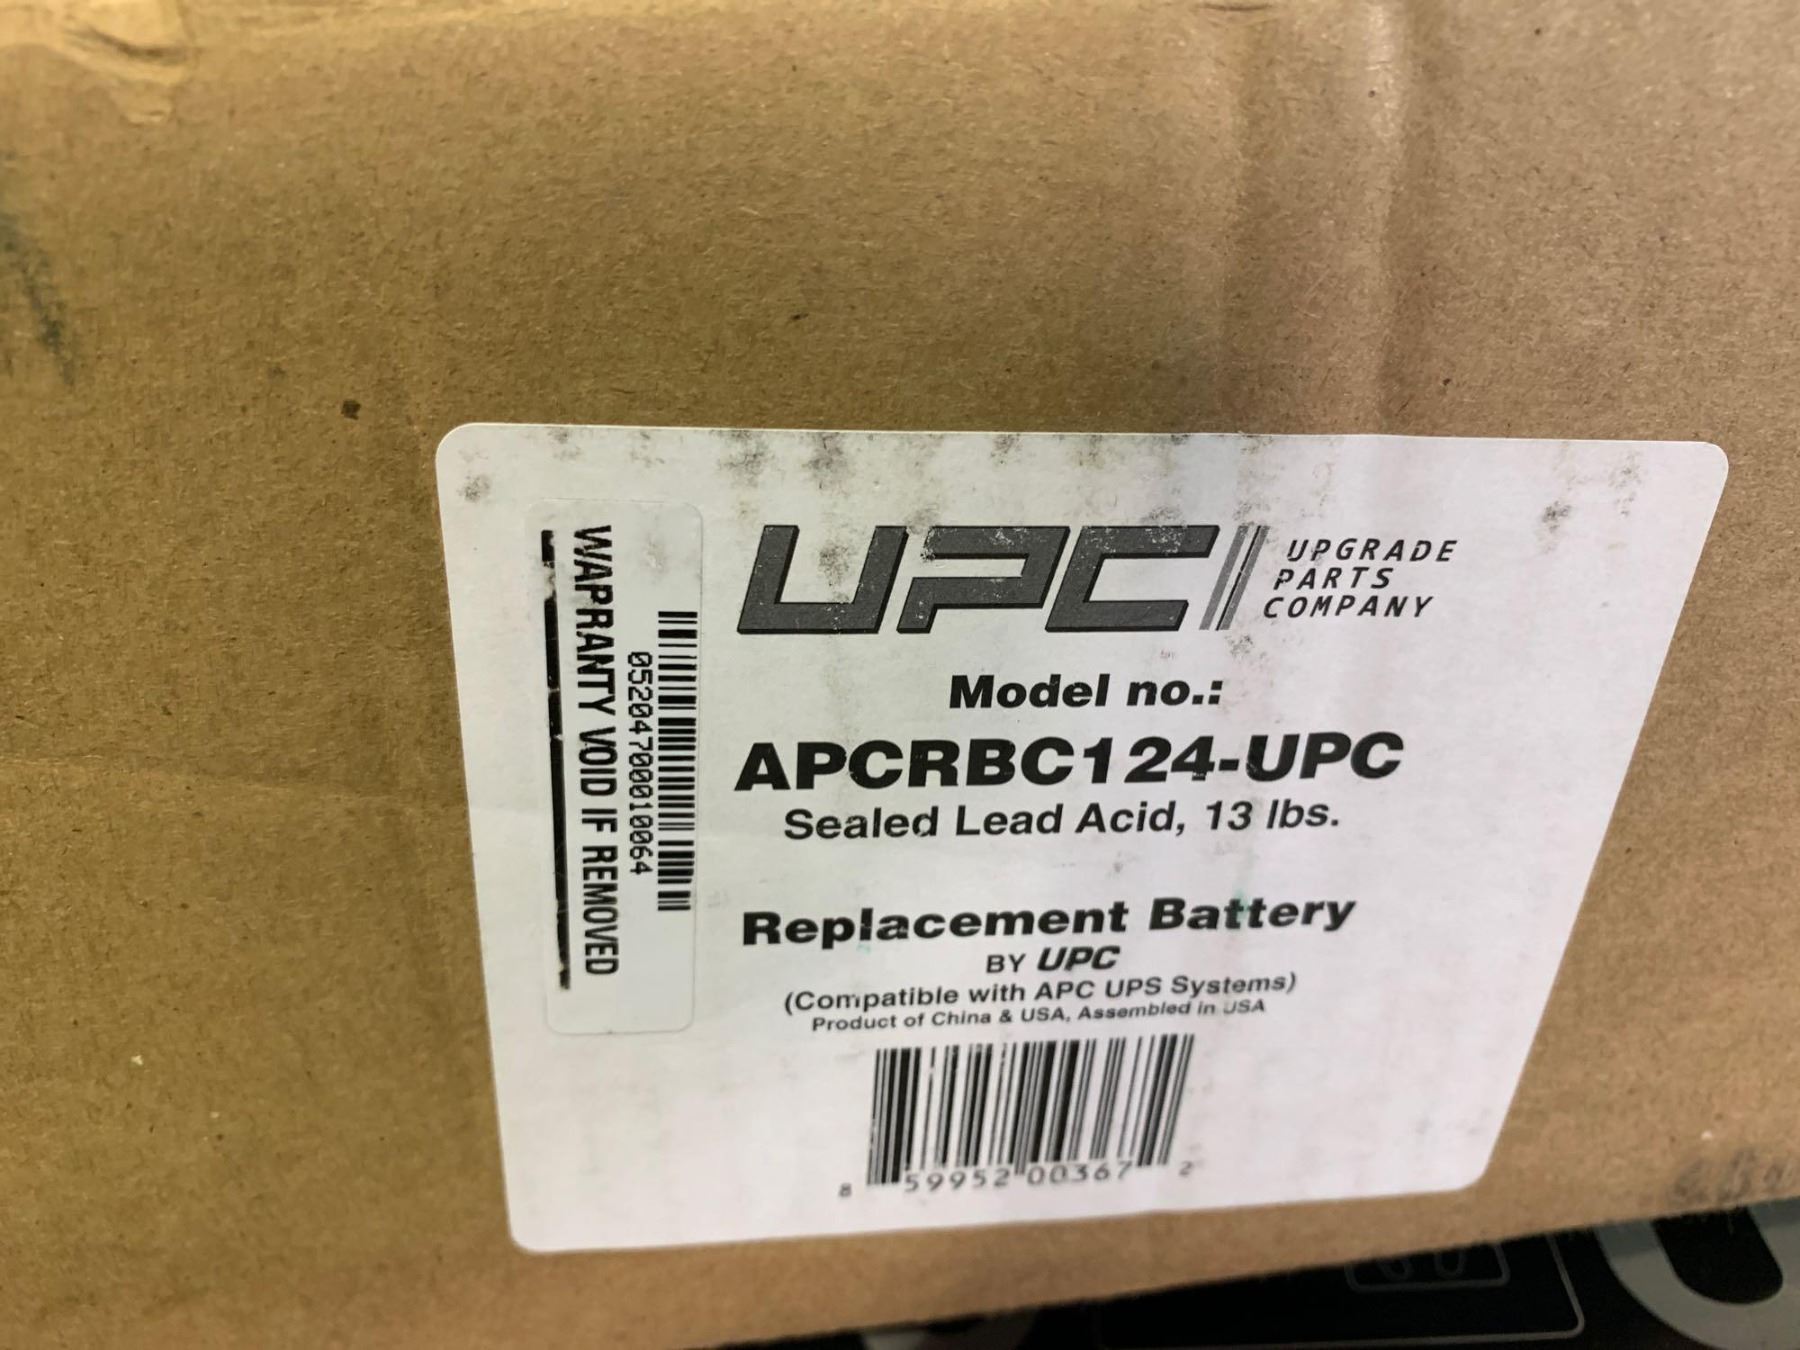 UPC
UPGRADE
PARTS
COMPANY
Model no.:
APCRBC124-UPC
Sealed Lead Acid, 13 lbs.
Replacement Battery
BY UPC
(Compatible with APC UPS Systems)
Product of China & USA, Assembled in USA
8 59952 00367 2
WARRANTY VOID IF REMOVED
052047000010064